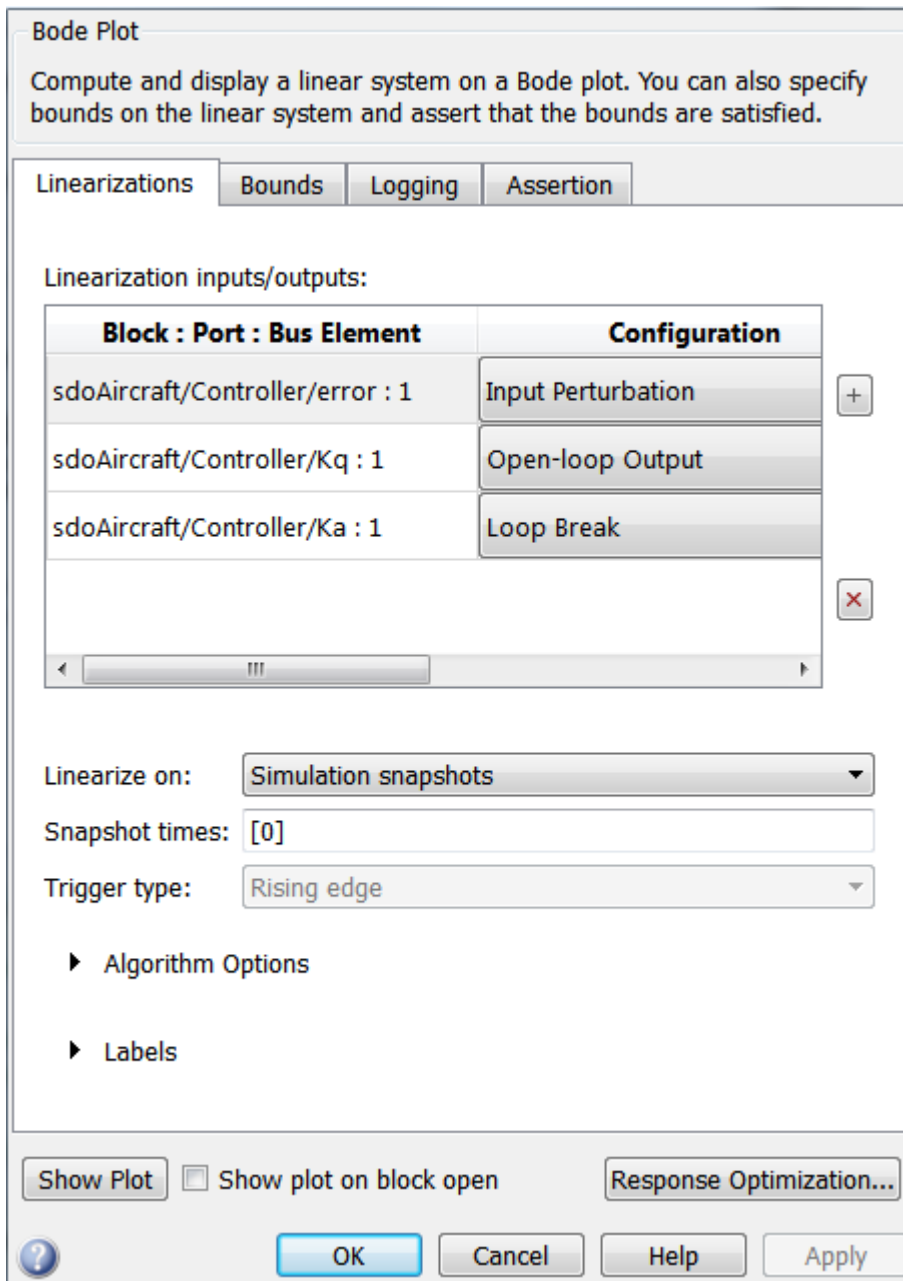 Bode Plot
Compute and display a linear system on a Bode plot. You can also specify
bounds on the linear system and assert that the bounds are satisfied.
Linearizations Bounds Logging Assertion
Linearization inputs/outputs:
Block : Port : Bus Element Configuration
sdoAircraft/Controller/error : 1 Input Perturbation
sdoAircraft/Controller/Kq : 1 Open-loop Output
sdoAircraft/Controller/Ka : 1 Loop Break
Linearize on: Simulation snapshots
Snapshot times: [0]
Trigger type: Rising edge
Algorithm Options
Labels
Show Plot Show plot on block open Response Optimization...
OK Cancel Help Apply